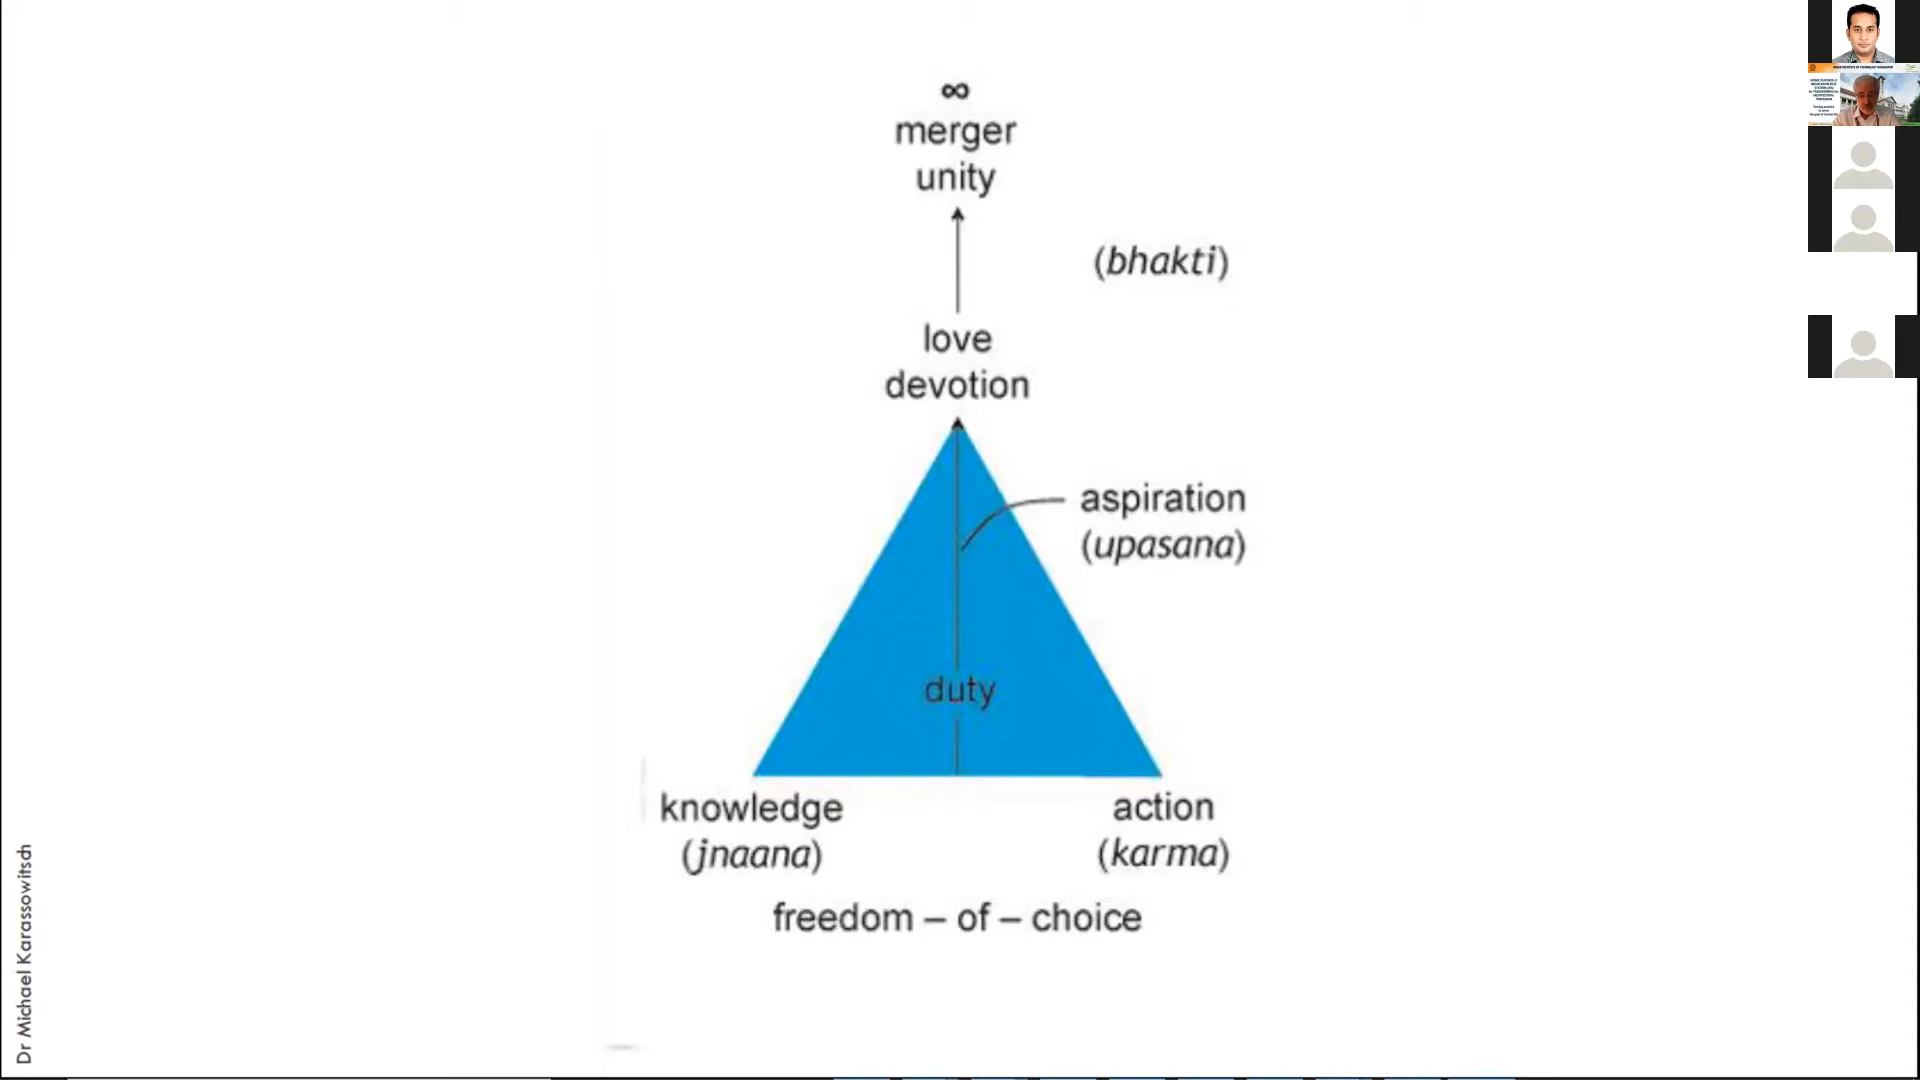 ∞
merger
unity
(bhakti)
love
devotion
aspiration
(upasana)
duty
knowledge
(jnaana)
action
(karma)
freedom – of – choice
Dr Michael Karassowitsch